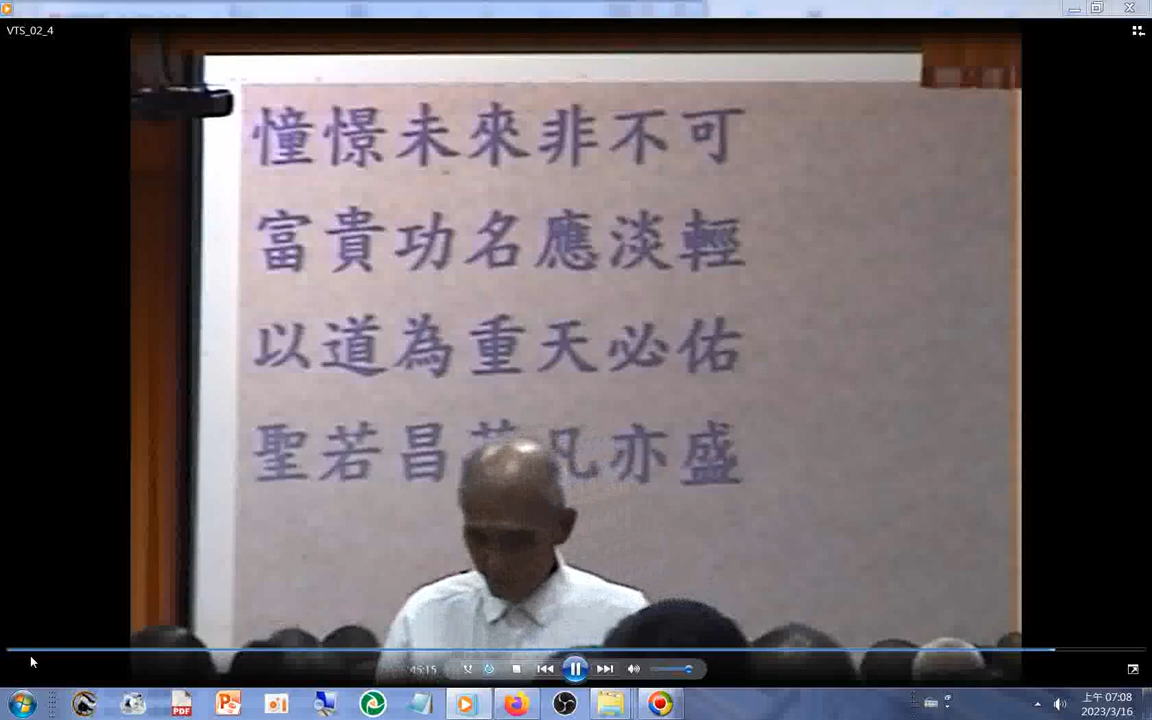 VTS_02_4
憧憬未來非不可
富貴功名應淡輕
以道為重天必佑
聖若昌 凡亦盛
45:15
PDF
上午 07:08
2023/3/16